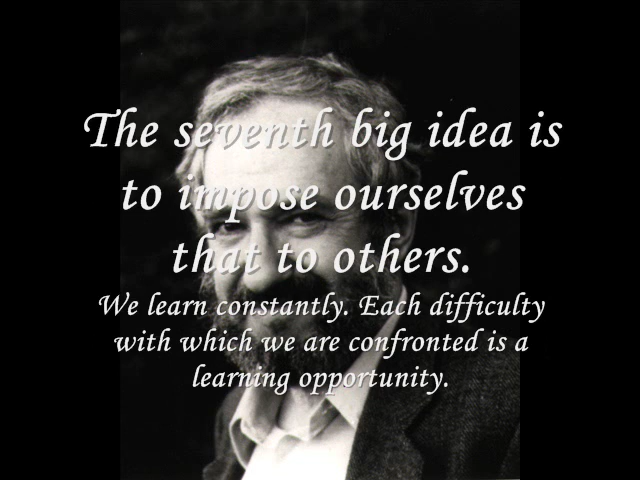 The seventh big idea is
to impose ourselves
that to others.
We learn constantly. Each difficulty
with which we are confronted is a
learning opportunity.